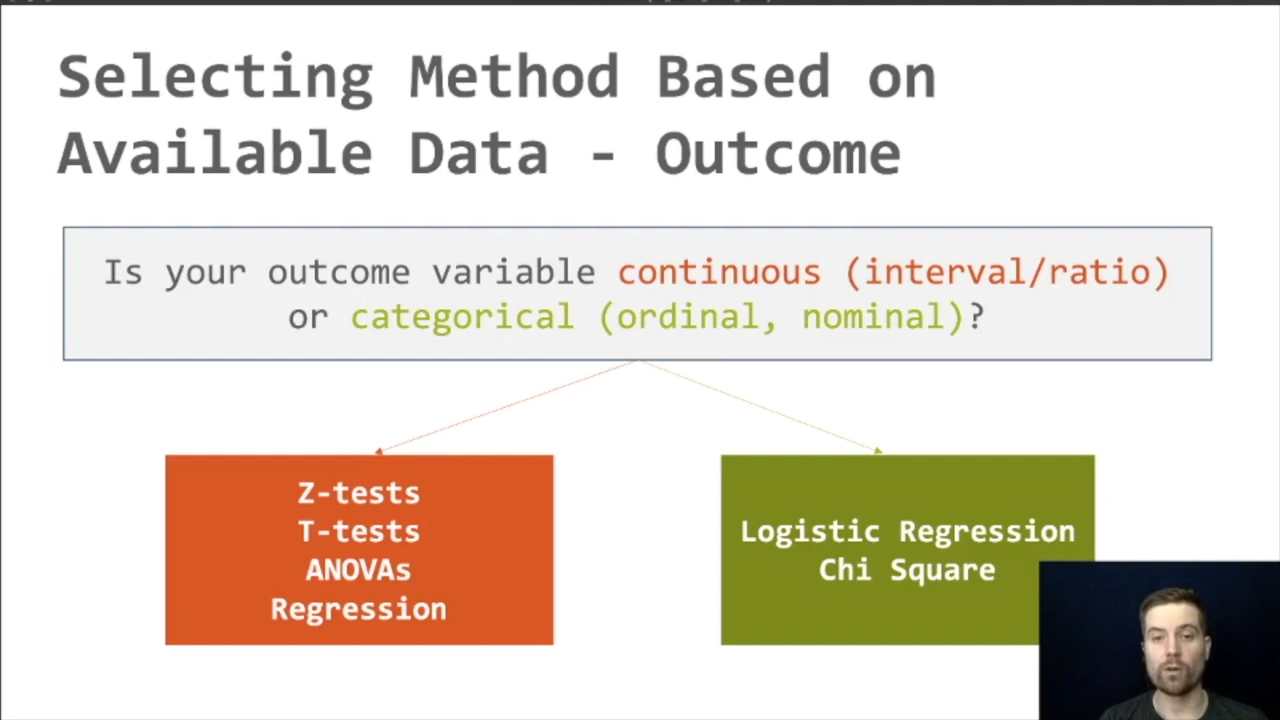 Selecting Method Based on
Available Data - Outcome
Is your outcome variable continuous (interval/ratio)
or categorical (ordinal, nominal)?
Z-tests
T-tests
ANOVAs
Regression
Logistic Regression
Chi Square